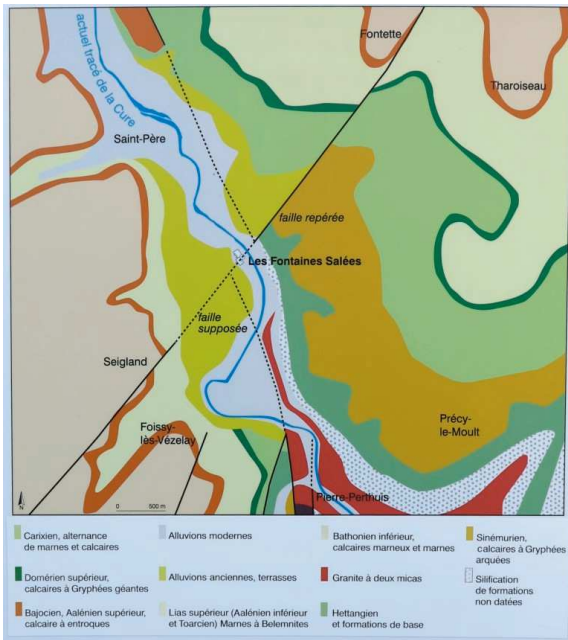 actuel tracé de la Cure
Fontette
Tharoiseau
Saint-Père
faille repérée
Les Fontaines Salées
faille
supposée
Seigland
Foissy-
lès-Vézelay
Précy-
le-Moult
Pierre-Perthuis
N
0 500 m
Carixien, alternance
de marnes et calcaires
Domérien supérieur,
calcaires à Gryphées géantes
Bajocien, Aalénien supérieur,
calcaire à entroques
Alluvions modernes
Alluvions anciennes, terrasses
Lias supérieur (Aalénien inférieur
et Toarcien) Marnes à Belemnites
Bathonien inférieur,
calcaires marneux et marnes
Granite à deux micas
Hettangien
et formations de base
Sinémurien,
calcaires à Gryphées
arquées
Silification
de formations
non datées